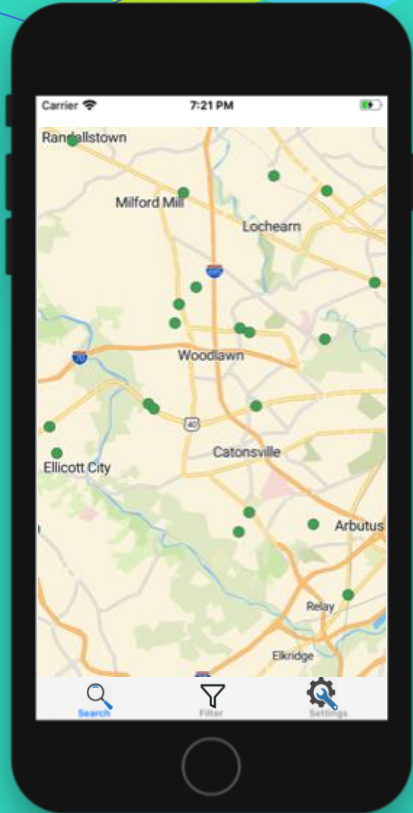 Carrier
7:21 PM
Randallstown
Milford Mill
Lochearn
70
Woodlawn
40
Catonsville
Ellicott City
Arbutus
Relay
Elkridge
Search
Filter
Settings